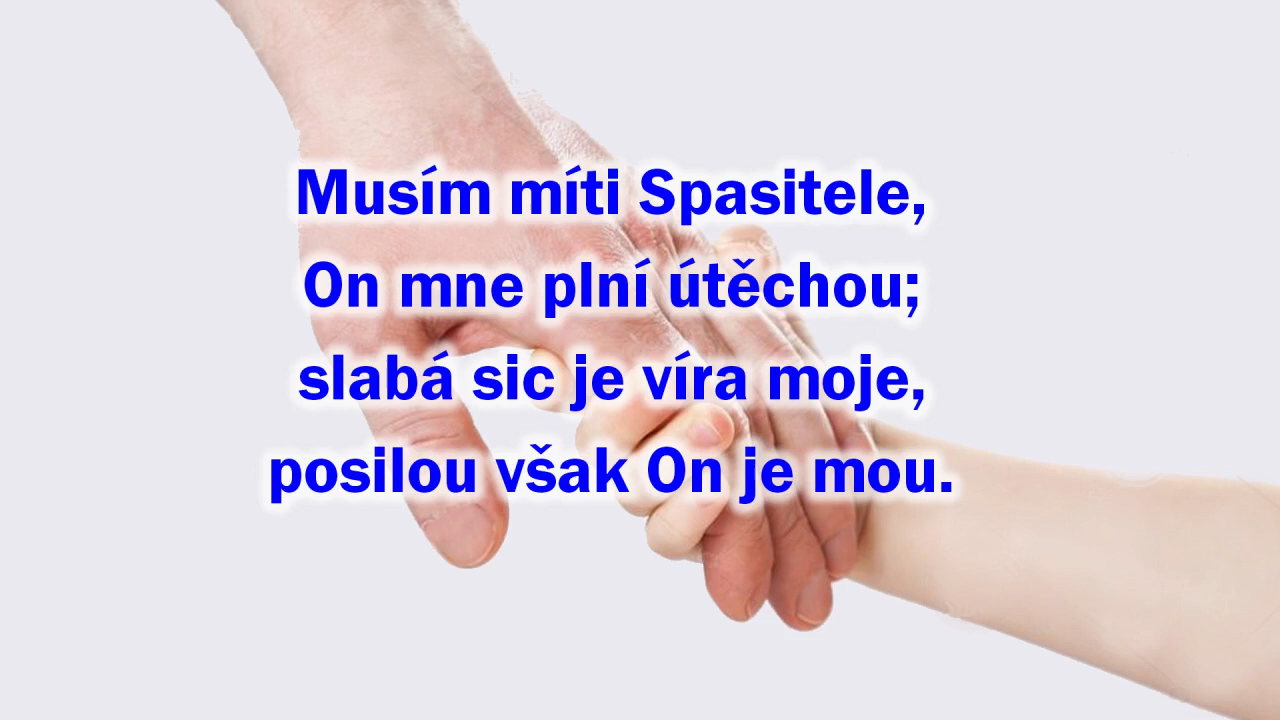 Musím míti Spasitele,
On mne plní útěchou;
slabá sic je víra moje,
posilou však On je mou.